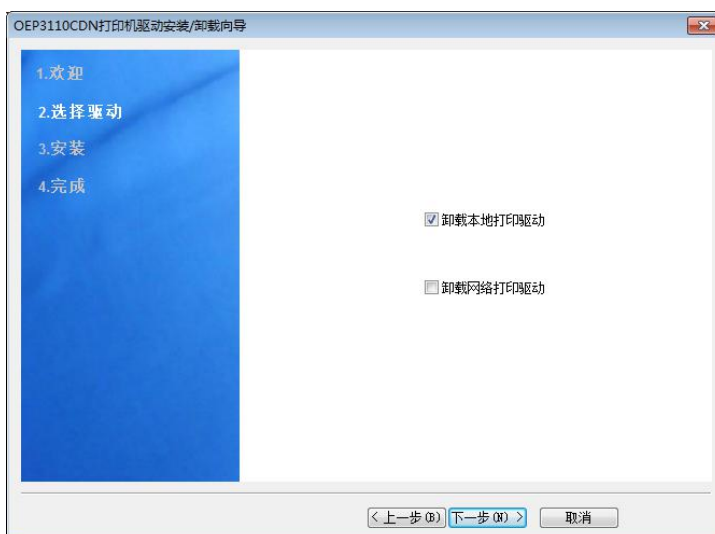 OEP3110CDN打印机驱动安装/卸载向导
1.欢迎
2.选择驱动
3.安装
4.完成
卸载本地打印驱动
卸载网络打印驱动
< 上一步(B) 下一步(N) > 取消